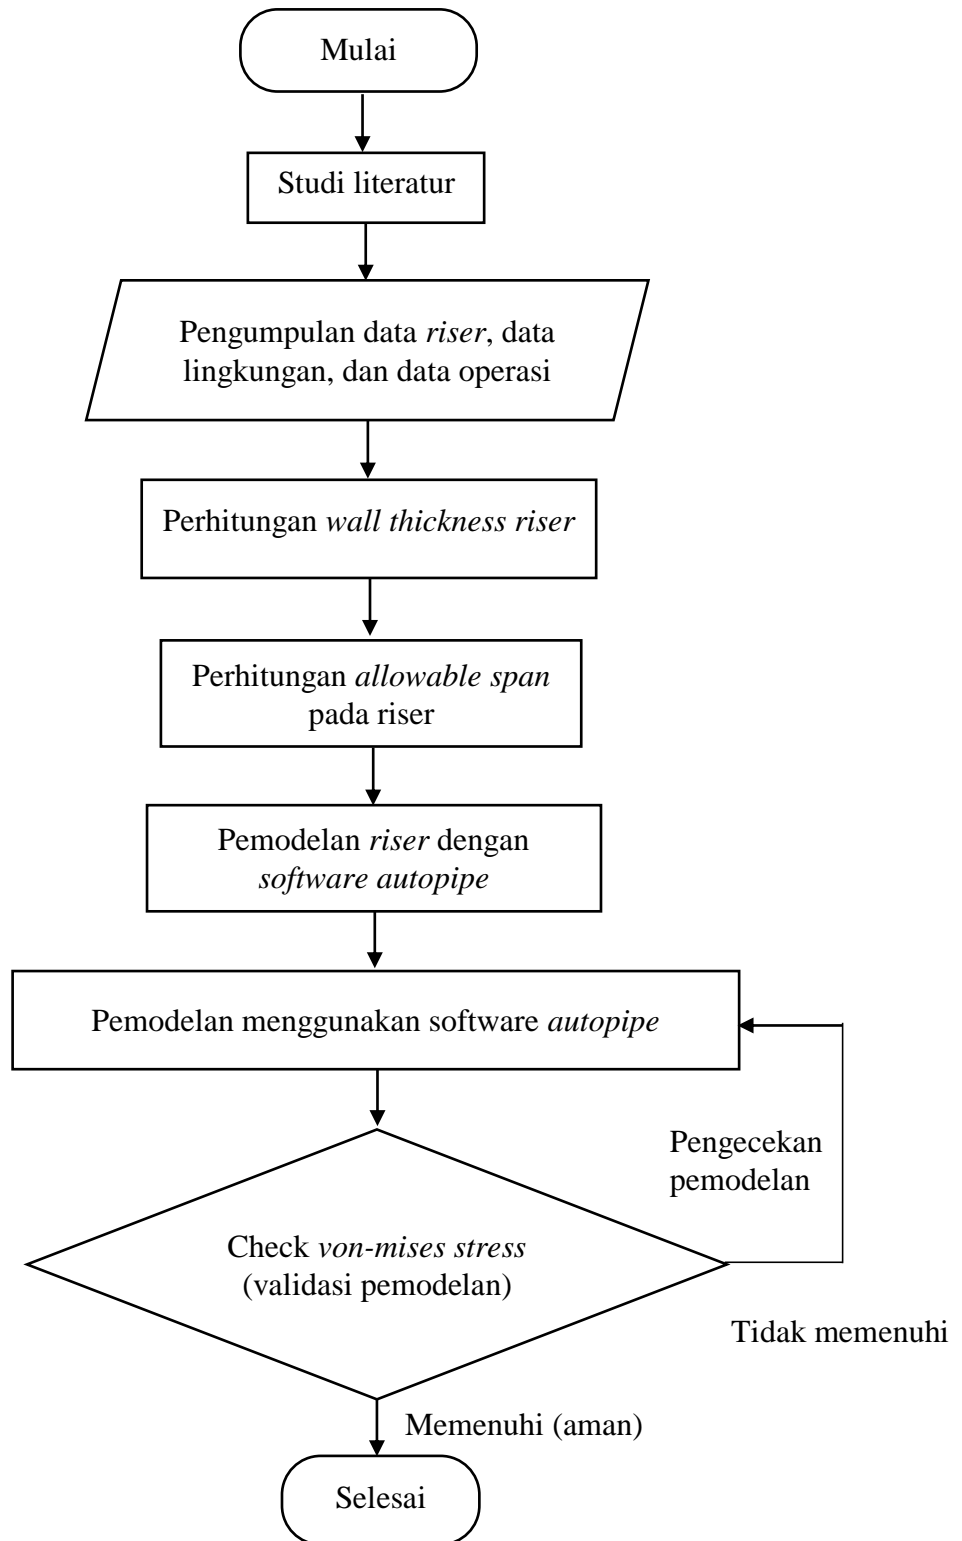 Mulai
Studi literatur
Pengumpulan data riser, data
lingkungan, dan data operasi
Perhitungan wall thickness riser
Perhitungan allowable span
pada riser
Pemodelan riser dengan
software autopipe
Pemodelan menggunakan software autopipe
Pengecekan
pemodelan
Check von-mises stress
(validasi pemodelan)
Tidak memenuhi
Memenuhi (aman)
Selesai